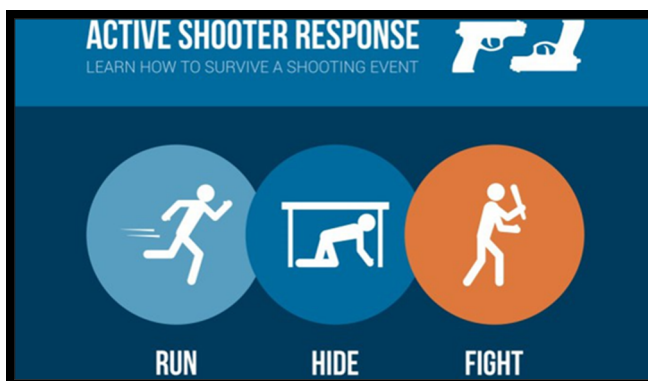 ACTIVE SHOOTER RESPONSE
LEARN HOW TO SURVIVE A SHOOTING EVENT
RUN HIDE FIGHT